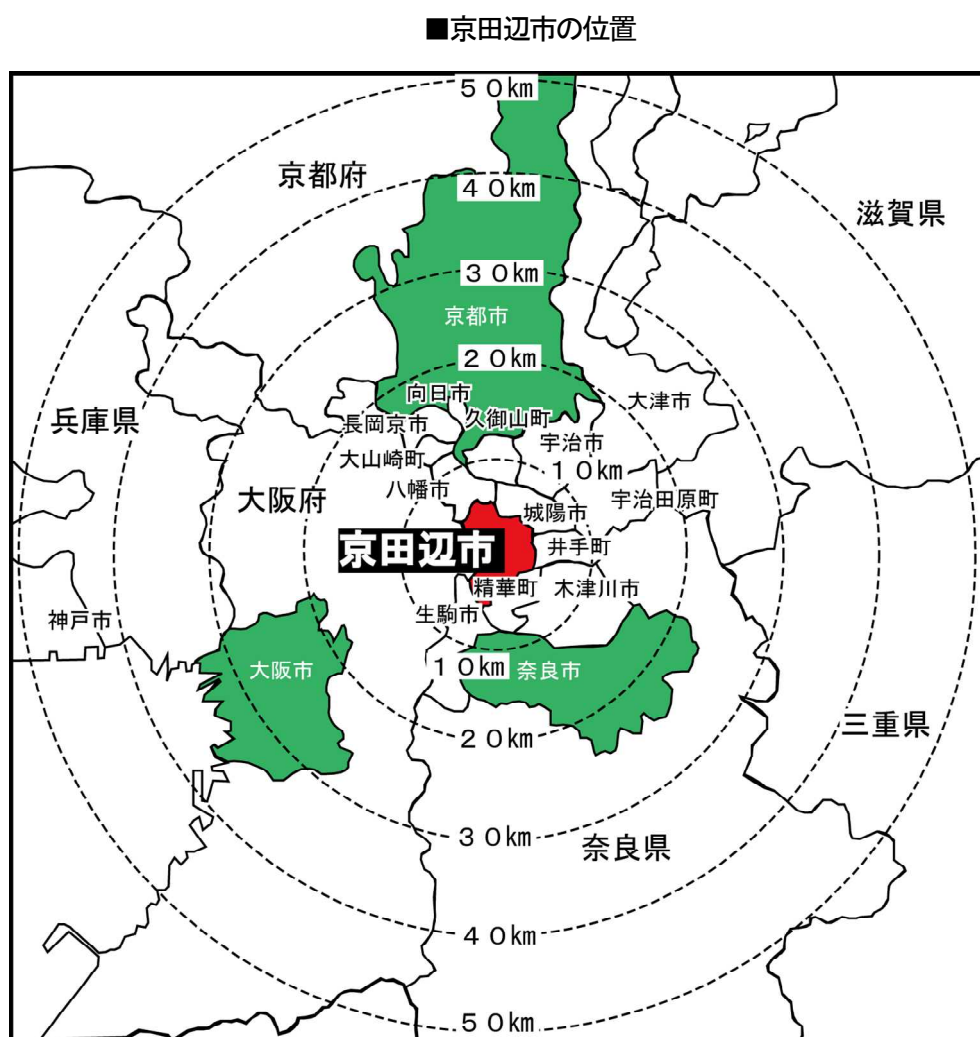 ■京田辺市の位置
５０㎞
京都府
４０㎞
滋賀県
３０㎞
京都市
２０㎞
向日市
大津市
兵庫県
長岡京市
久御山町
宇治市
大山崎町
１０㎞
八幡市
大阪府
宇治田原町
城陽市
京田辺市
井手町
精華町
木津川市
生駒市
神戸市
大阪市
１０㎞
奈良市
２０㎞
三重県
３０㎞
奈良県
４０㎞
５０㎞